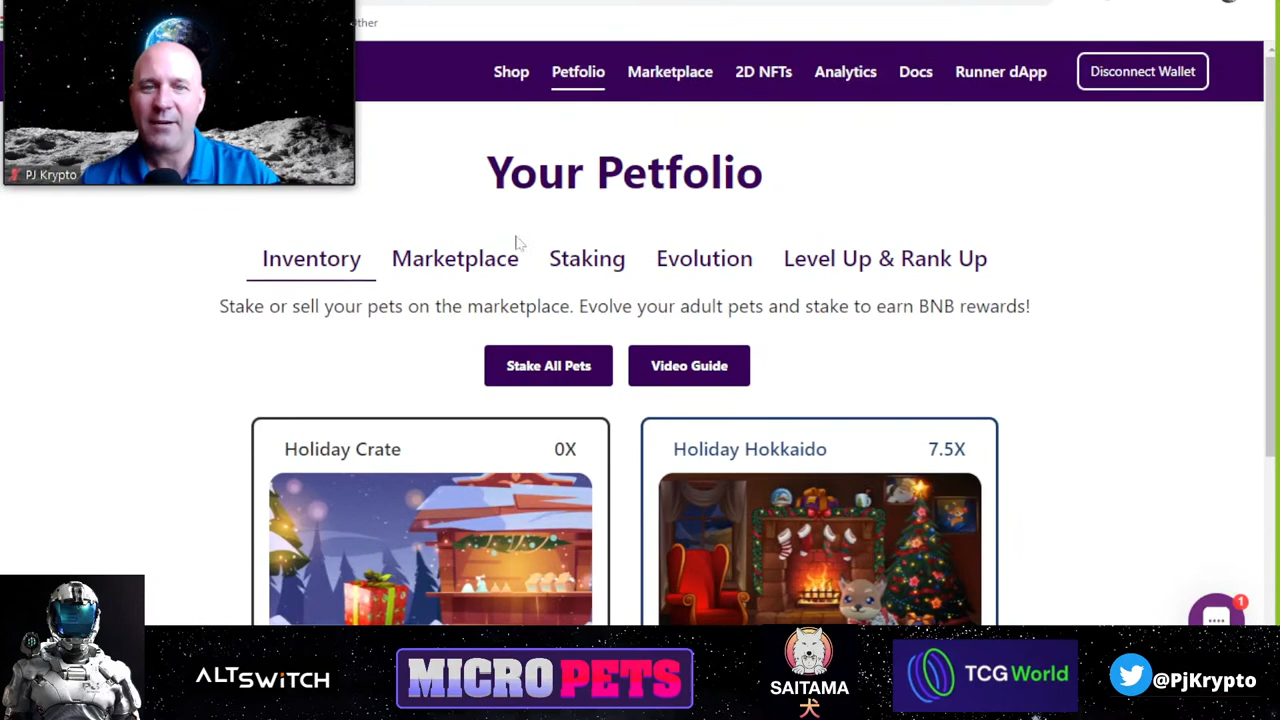 ther
Shop Petfolio Marketplace 2D NFTs Analytics Docs Runner dApp Disconnect Wallet
PJ Krypto
Your Petfolio
Inventory Marketplace Staking Evolution Level Up & Rank Up
Stake or sell your pets on the marketplace. Evolve your adult pets and stake to earn BNB rewards!
Stake All Pets Video Guide
Holiday Crate 0X
Holiday Hokkaido 7.5X
1
ALTSWITCH
MICRO PETS
SAITAMA
犬
TCG World
@PjKrypto